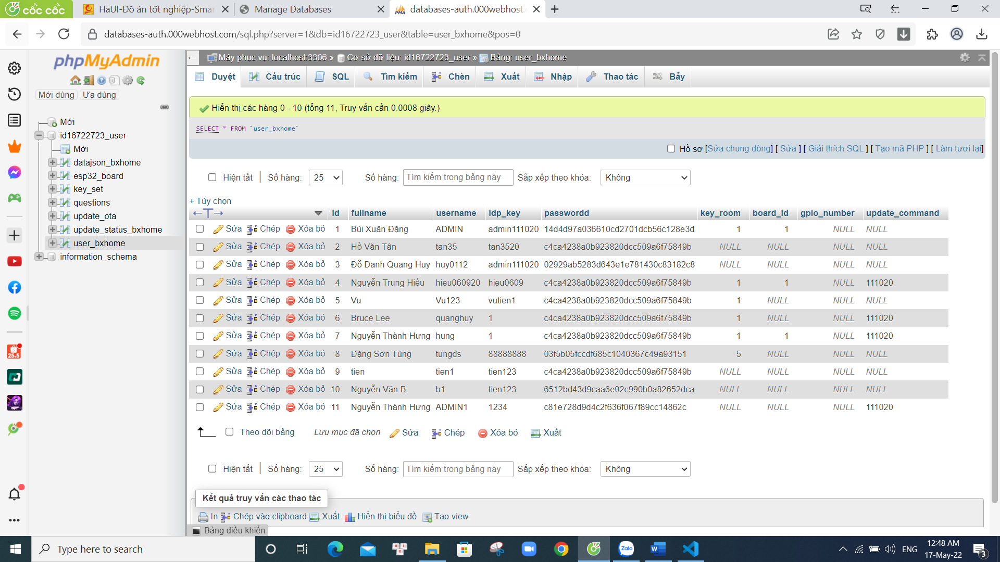 cốc cốc
HaUI-Đồ án tốt nghiệp-Smar
Manage Databases
databases-auth.000webhost.
databases-auth.000webhost.com/sql.php?server=1&db=id16722723_user&table=user_bxhome&pos=0
phpMyAdmin
Mới dùng Ưa dùng
Mới
id16722723_user
Mới
datajson_bxhome
esp32_board
key_set
questions
update_ota
update_status_bxhome
user_bxhome
information_schema
Máy phục vụ: localhost:3306 » Cơ sở dữ liệu: id16722723_user » Bảng: user_bxhome
Duyệt Cấu trúc SQL Tìm kiếm Chèn Xuất Nhập Thao tác Bẫy
Hiển thị các hàng 0 - 10 (tổng 11, Truy vấn cần 0.0008 giây.)
SELECT * FROM `user_bxhome`
Hồ sơ [Sửa chung dòng] [ Sửa ] [ Giải thích SQL ] [ Tạo mã PHP ] [ Làm tươi lại]
Hiện tất Số hàng: 25 Số hàng: Tìm kiếm trong bảng này Sắp xếp theo khóa: Không
+ Tùy chọn
←T→ id fullname username idp_key passwordd key_room board_id gpio_number update_command
Sửa Chép Xóa bỏ 1 Bùi Xuân Đặng ADMIN admin111020 14d4d97a036610cd2701dcb56c128e3d 1 1 NULL NULL
Sửa Chép Xóa bỏ 2 Hồ Văn Tân tan35 tan3520 c4ca4238a0b923820dcc509a6f75849b NULL NULL NULL NULL
Sửa Chép Xóa bỏ 3 Đỗ Danh Quang Huy huy0112 admin111020 02929ab5283d643e1e781430c83182c8 NULL NULL NULL NULL
Sửa Chép Xóa bỏ 4 Nguyễn Trung Hiếu hieu060920 hieu0609 c4ca4238a0b923820dcc509a6f75849b 1 1 NULL 111020
Sửa Chép Xóa bỏ 5 Vu Vu123 vutien1 c4ca4238a0b923820dcc509a6f75849b 1 NULL NULL NULL
Sửa Chép Xóa bỏ 6 Bruce Lee quanghuy 1 c4ca4238a0b923820dcc509a6f75849b 1 NULL NULL 111020
Sửa Chép Xóa bỏ 7 Nguyễn Thành Hưng hung 1 c4ca4238a0b923820dcc509a6f75849b 1 1 NULL 111020
Sửa Chép Xóa bỏ 8 Đặng Sơn Tùng tungds 88888888 03f5b05fccdf685c1040367c49a93151 5 NULL NULL NULL
Sửa Chép Xóa bỏ 9 tien tien1 tien123 c4ca4238a0b923820dcc509a6f75849b NULL NULL NULL NULL
Sửa Chép Xóa bỏ 10 Nguyễn Văn B b1 tien123 6512bd43d9caa6e02c990b0a82652dca NULL NULL NULL NULL
Sửa Chép Xóa bỏ 11 Nguyễn Thành Hưng ADMIN1 1234 c81e728d9d4c2f636f067f89cc14862c NULL NULL NULL 111020
Theo dõi bảng Lưu mục đã chọn Sửa Chép Xóa bỏ Xuất
Hiện tất Số hàng: 25 Số hàng: Tìm kiếm trong bảng này Sắp xếp theo khóa: Không
Kết quả truy vấn các thao tác
In Chép vào clipboard Xuất Hiển thị biểu đồ Tạo view
Bảng điều khiển
25.5
Type here to search
Zalo
ENG
12:48 AM
17-May-22
3